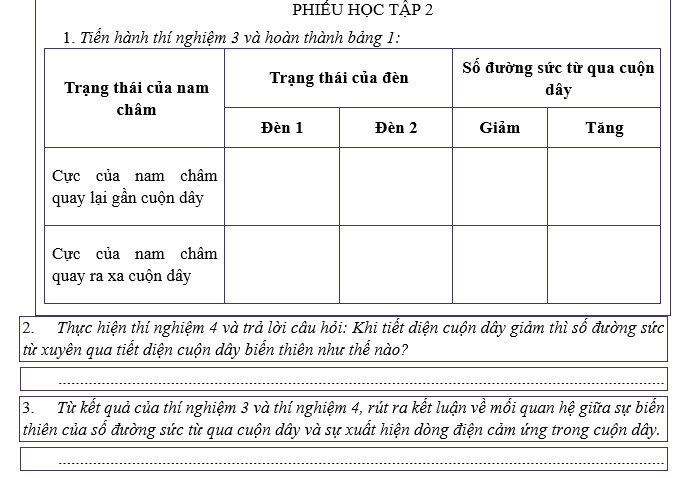 PHIẾU HỌC TẬP 2
1. Tiến hành thí nghiệm 3 và hoàn thành bảng 1:
Trạng thái của nam châm
Trạng thái của đèn
Số đường sức từ qua cuộn dây
Đèn 1
Đèn 2
Giảm
Tăng
Cực của nam châm
quay lại gần cuộn dây
Cực của nam châm
quay ra xa cuộn dây
2. Thực hiện thí nghiệm 4 và trả lời câu hỏi: Khi tiết diện cuộn dây giảm thì số đường sức
từ xuyên qua tiết diện cuộn dây biến thiên như thế nào?
3. Từ kết quả của thí nghiệm 3 và thí nghiệm 4, rút ra kết luận về mối quan hệ giữa sự biến
thiên của số đường sức từ qua cuộn dây và sự xuất hiện dòng điện cảm ứng trong cuộn dây.